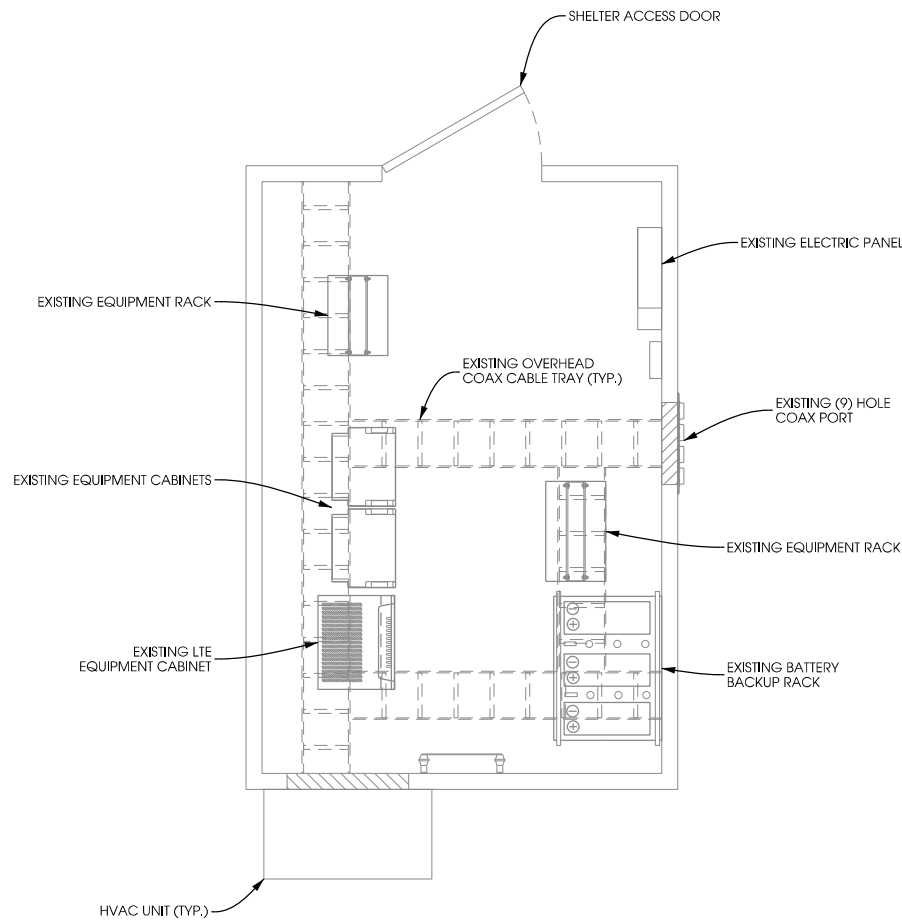 SHELTER ACCESS DOOR
EXISTING ELECTRIC PANEL
EXISTING EQUIPMENT RACK
EXISTING OVERHEAD
COAX CABLE TRAY (TYP.)
EXISTING (9) HOLE
COAX PORT
EXISTING EQUIPMENT CABINETS
EXISTING EQUIPMENT RACK
EXISTING LTE
EQUIPMENT CABINET
EXISTING BATTERY
BACKUP RACK
HVAC UNIT (TYP.)